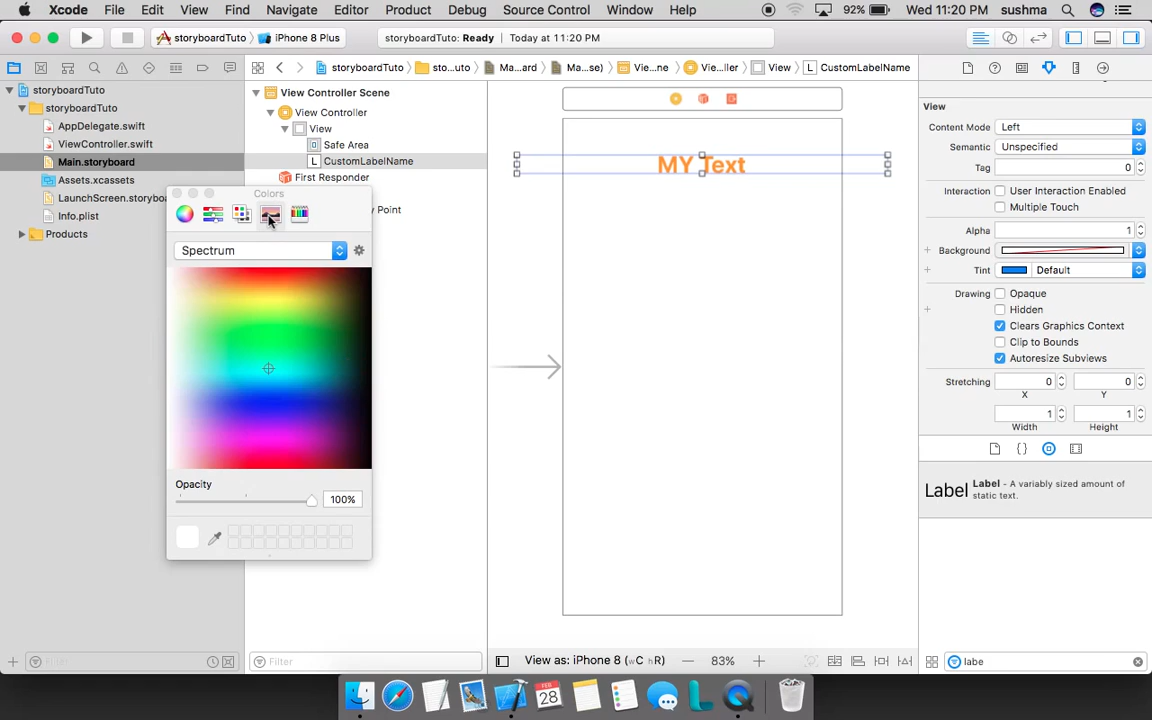 Xcode File Edit View Find Navigate Editor Product Debug Source Control Window Help 92% Wed 11:20 PM sushma
storyboardTuto iPhone 8 Plus storyboardTuto: Ready Today at 11:20 PM
storyboardTuto sto...uto Ma...ard Ma...se) Vie...ne Vie...ller View CustomLabelName
storyboardTuto
storyboardTuto
AppDelegate.swift
ViewController.swift
Main.storyboard
Assets.xcassets
LaunchScreen.storyboa
Info.plist
Products
View Controller Scene
View Controller
View
Safe Area
L CustomLabelName
First Responder
y Point
Colors
Spectrum
Opacity
100%
MY Text
View
Content Mode Left
Semantic Unspecified
Tag 0
Interaction User Interaction Enabled
Multiple Touch
Alpha 1
Background
Tint Default
Drawing Opaque
Hidden
Clears Graphics Context
Clip to Bounds
Autoresize Subviews
Stretching 0 0
X Y
1 1
Width Height
Label Label - A variably sized amount of
static text.
Filter
Filter
View as: iPhone 8 (wC hR) 83%
labe
FEB
28